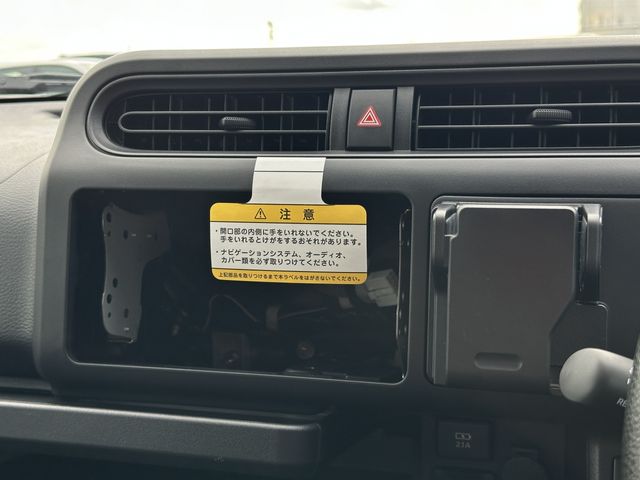 注意
・開口部の内側に手をいれないでください。
手をいれるとけがをするおそれがあります。
・ナビゲーションシステム、オーディオ、
カバー類を必ず取りつけてください。
上記部品を取りつけるまで本ラベルをはがさないでください。
2.1A